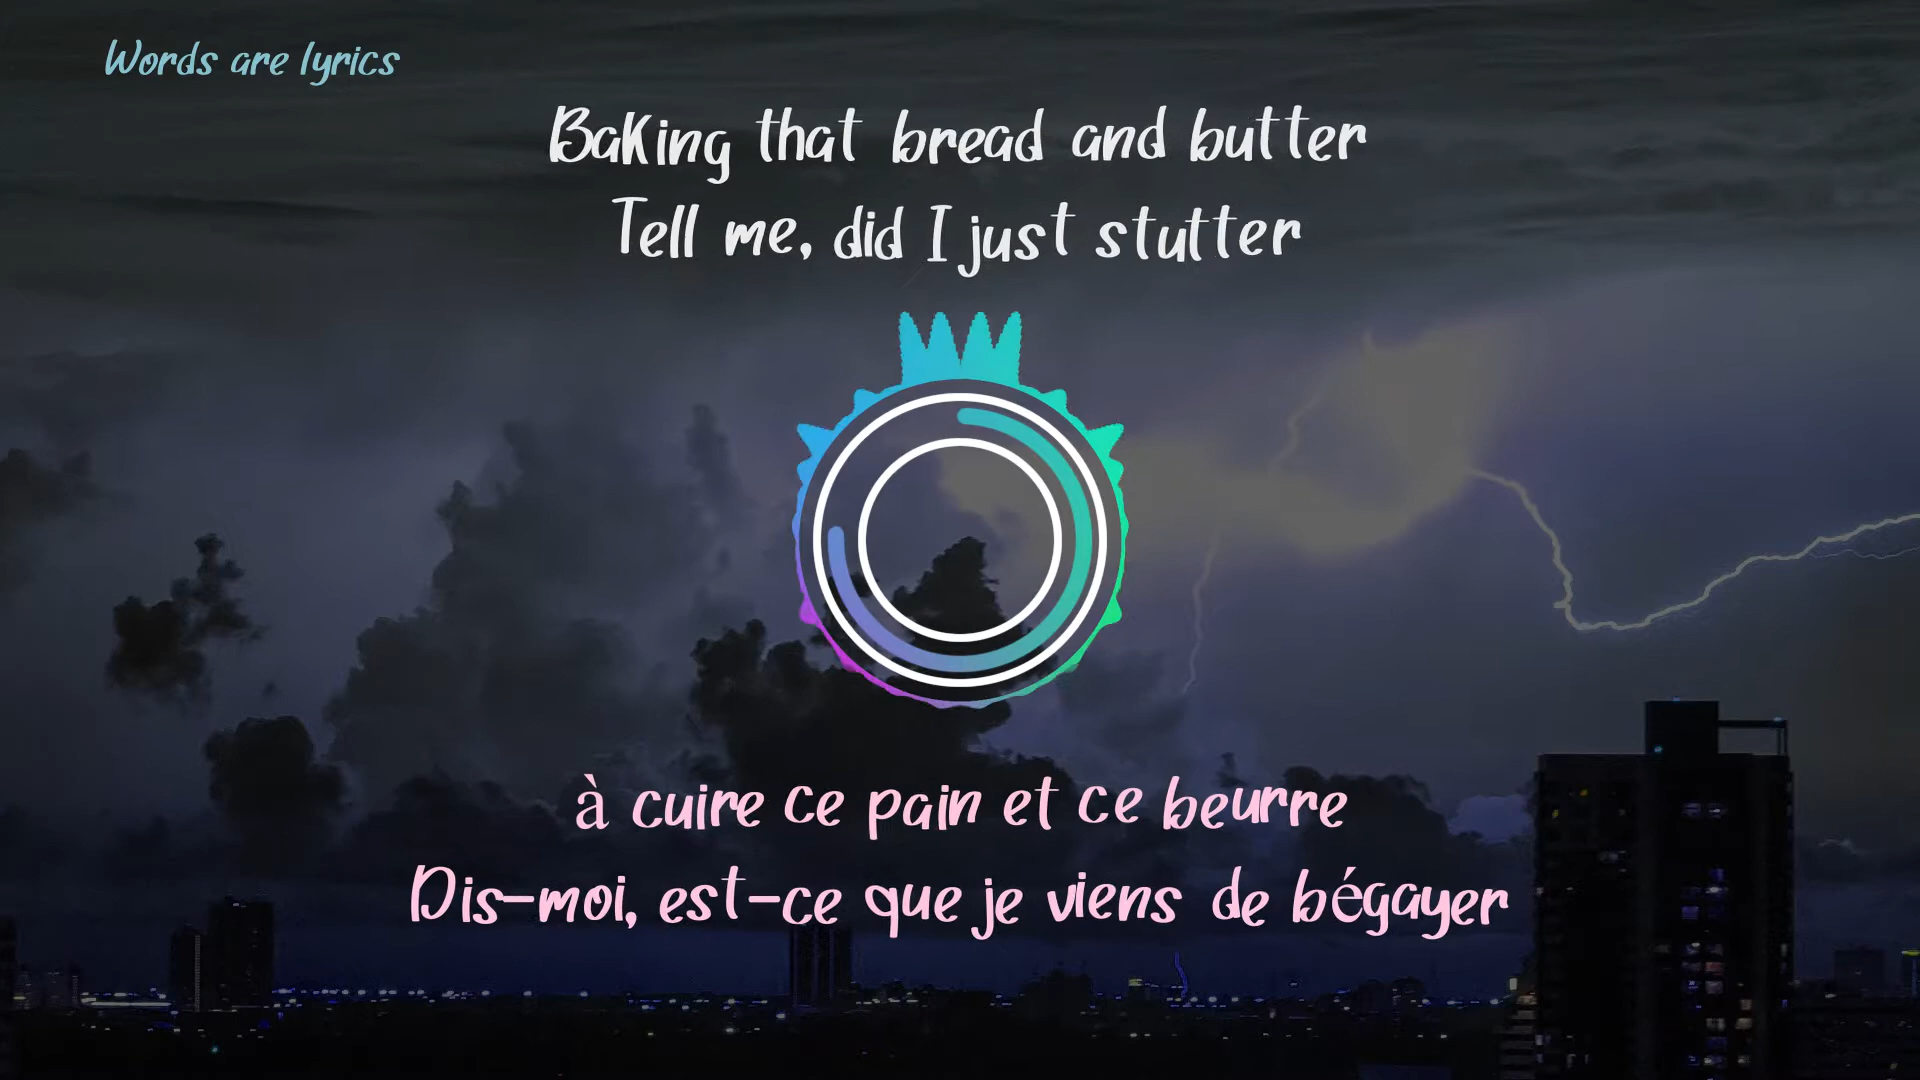 Words are lyrics
Baking that bread and butter
Tell me, did I just stutter
à cuire ce pain et ce beurre
Dis-moi, est-ce que je viens de bégayer